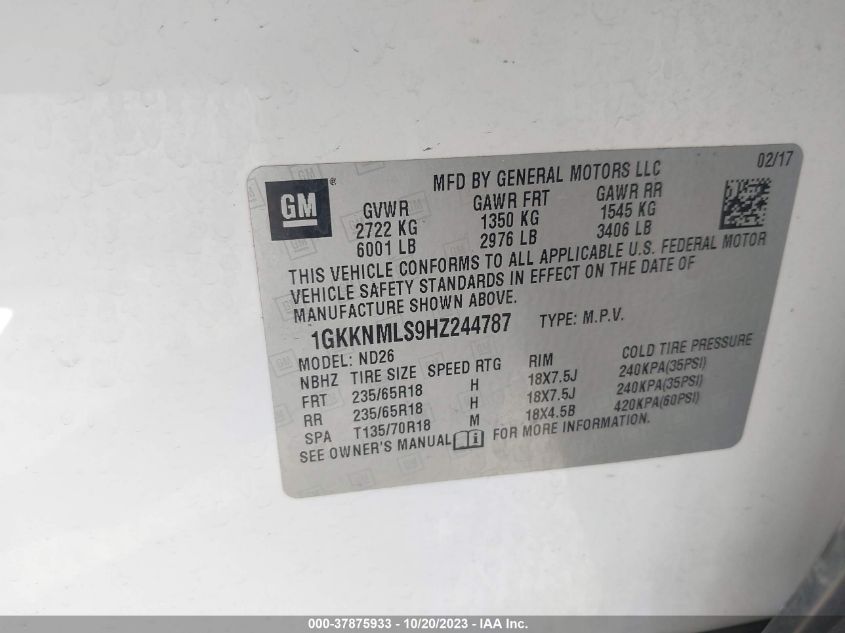 02/17
GM ®
MFD BY GENERAL MOTORS LLC
GVWR GAWR FRT GAWR RR
2722 KG 1350 KG 1545 KG
6001 LB 2976 LB 3406 LB
THIS VEHICLE CONFORMS TO ALL APPLICABLE U.S. FEDERAL MOTOR
VEHICLE SAFETY STANDARDS IN EFFECT ON THE DATE OF
MANUFACTURE SHOWN ABOVE.
1GKKNMLS9HZ244787 TYPE: M.P.V.
MODEL: ND26
NBHZ TIRE SIZE SPEED RTG RIM COLD TIRE PRESSURE
FRT 235/65R18 H 18X7.5J 240KPA(35PSI)
RR 235/65R18 H 18X7.5J 240KPA(35PSI)
SPA T135/70R18 M 18X4.5B 420KPA(60PSI)
SEE OWNER'S MANUAL i FOR MORE INFORMATION.
000-37875933 - 10/20/2023 - IAA Inc.